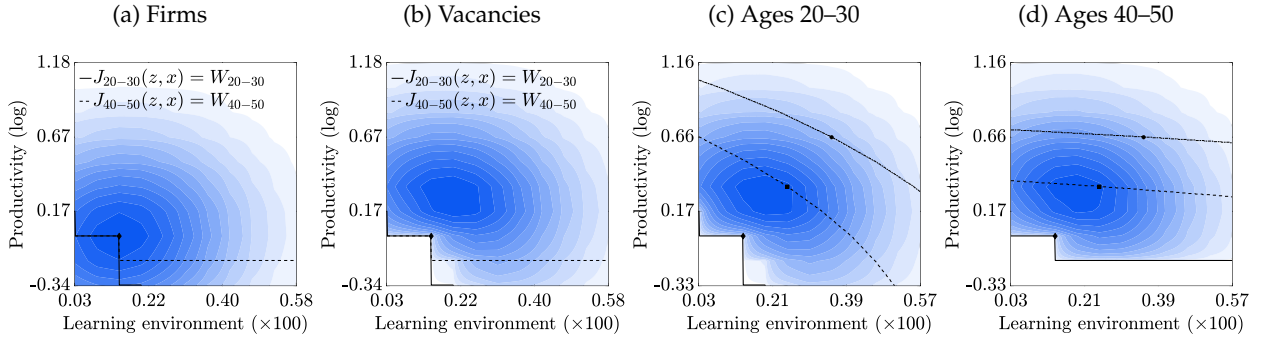 (a) Firms
(b) Vacancies
(c) Ages 20–30
(d) Ages 40–50
Productivity (log)
1.18
0.67
0.17
-0.34
J20−30(z, x) = W20−30
J40−50(z, x) = W40−50
0.03 0.22 0.40 0.58
Learning environment (×100)
Productivity (log)
1.18
0.67
0.17
-0.34
J20−30(z, x) = W20−30
J40−50(z, x) = W40−50
0.03 0.22 0.40 0.58
Learning environment (×100)
Productivity (log)
1.16
0.66
0.17
-0.33
0.03 0.21 0.39 0.57
Learning environment (×100)
Productivity (log)
1.16
0.66
0.17
-0.33
0.03 0.21 0.39 0.57
Learning environment (×100)